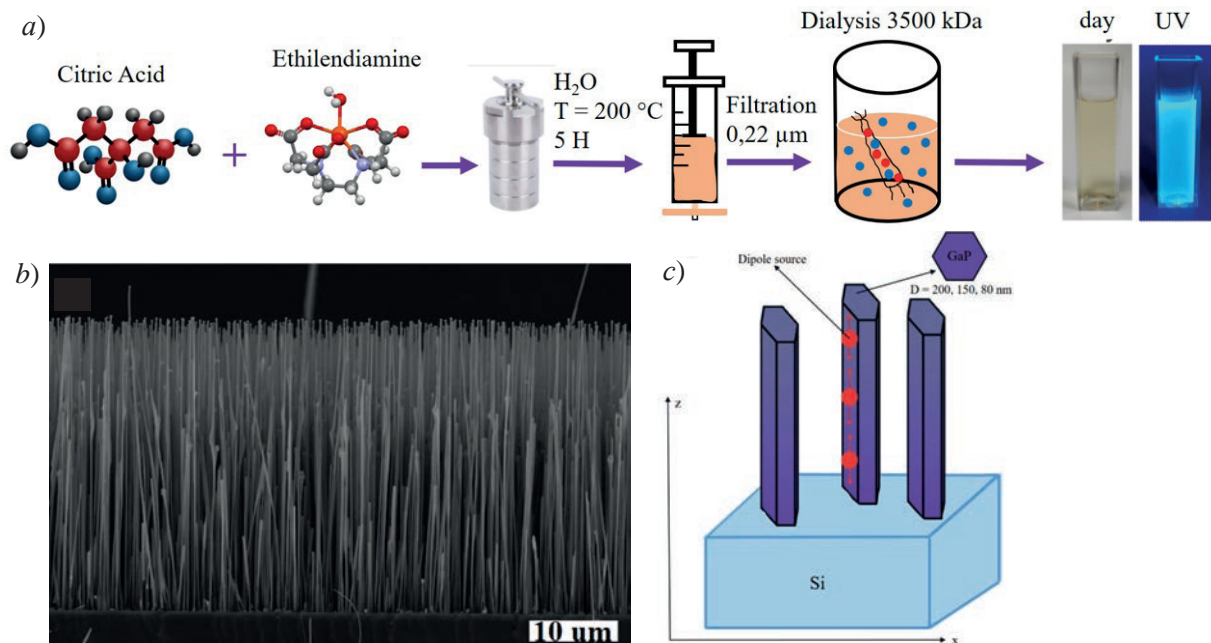 a)
Citric Acid
+
Ethilendiamine
H₂O
T = 200 °C
5 H
Filtration
0,22 µm
Dialysis 3500 kDa
day
UV
b)
10 µm
c)
Dipole source
GaP
D = 200, 150, 80 nm
z
Si
x